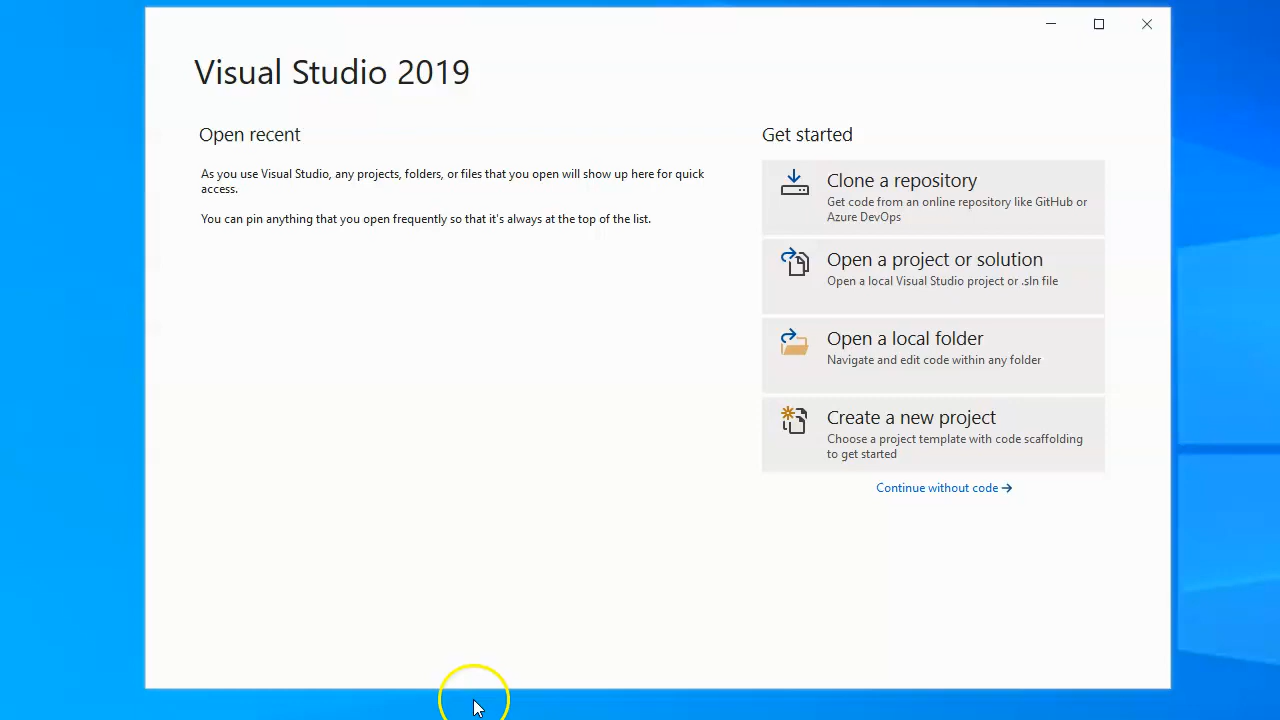 Visual Studio 2019
Open recent
As you use Visual Studio, any projects, folders, or files that you open will show up here for quick
access.
You can pin anything that you open frequently so that it's always at the top of the list.
Get started
Clone a repository
Get code from an online repository like GitHub or
Azure DevOps
Open a project or solution
Open a local Visual Studio project or .sln file
Open a local folder
Navigate and edit code within any folder
Create a new project
Choose a project template with code scaffolding
to get started
Continue without code →